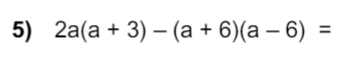 5) 2a(a + 3) – (a + 6)(a – 6) =